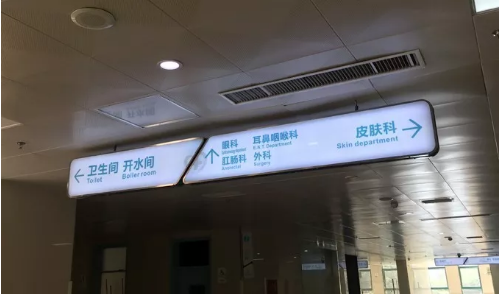 ← 卫生间 开水间
Toilet Boiler room
↑ 眼科 耳鼻咽喉科
E.N.T. Department
肛肠科 外科
Surgery
皮肤科 →
Skin department